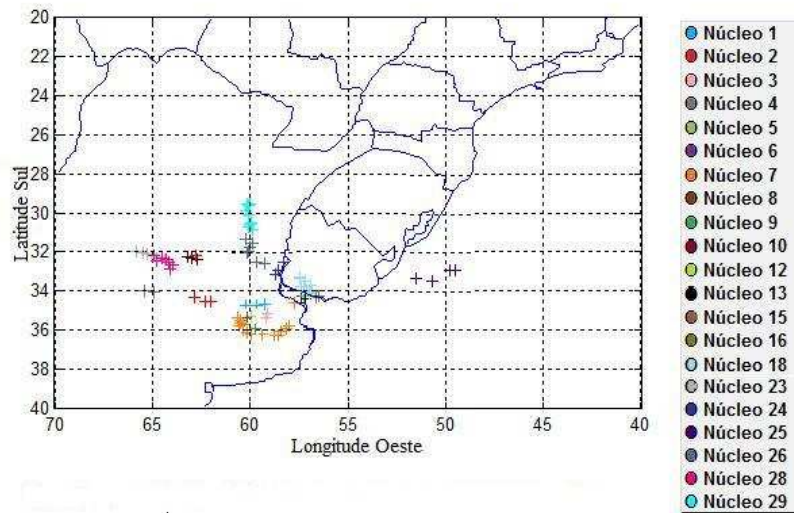 20
22
24
26
28
30
32
34
36
38
40
Latitude Sul
70
65
60
55
50
45
40
Longitude Oeste
Núcleo 1
Núcleo 2
Núcleo 3
Núcleo 4
Núcleo 5
Núcleo 6
Núcleo 7
Núcleo 8
Núcleo 9
Núcleo 10
Núcleo 12
Núcleo 13
Núcleo 15
Núcleo 16
Núcleo 18
Núcleo 23
Núcleo 24
Núcleo 25
Núcleo 26
Núcleo 28
Núcleo 29